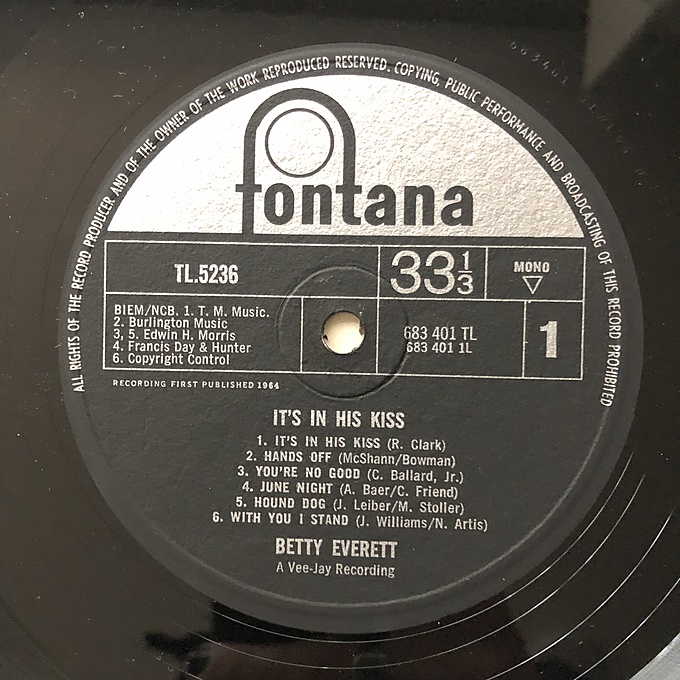 ALL RIGHTS OF THE RECORD PRODUCER AND OF THE OWNER OF THE WORK REPRODUCED RESERVED. COPYING, PUBLIC PERFORMANCE AND BROADCASTING OF THIS RECORD PROHIBITED
fontana
TL.5236
33 1/3
MONO
BIEM/NCB. 1. T. M. Music.
2. Burlington Music
3, 5. Edwin H. Morris
4. Francis Day & Hunter
6. Copyright Control
683 401 TL
683 401 1L
1
RECORDING FIRST PUBLISHED 1964
IT'S IN HIS KISS
1. IT'S IN HIS KISS (R. Clark)
2. HANDS OFF (McShann/Bowman)
3. YOU'RE NO GOOD (C. Ballard, Jr.)
4. JUNE NIGHT (A. Baer/C. Friend)
5. HOUND DOG (J. Leiber/M. Stoller)
6. WITH YOU I STAND (J. Williams/N. Artis)
BETTY EVERETT
A Vee-Jay Recording